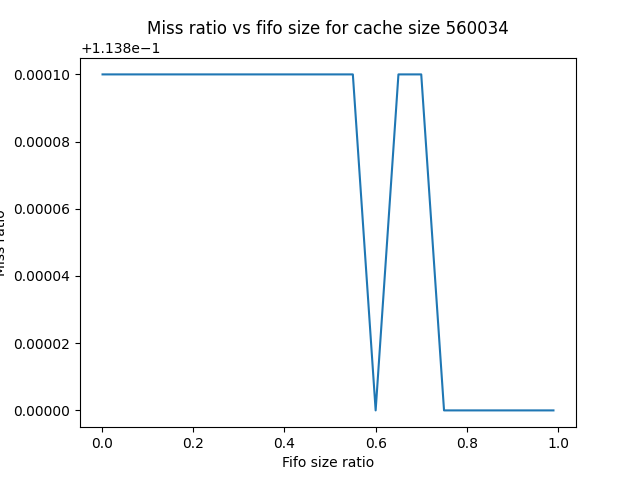 Miss ratio vs fifo size for cache size 560034
+1.138e−1
0.00010
0.00008
0.00006
0.00004
0.00002
0.00000
Miss ratio
0.0 0.2 0.4 0.6 0.8 1.0
Fifo size ratio